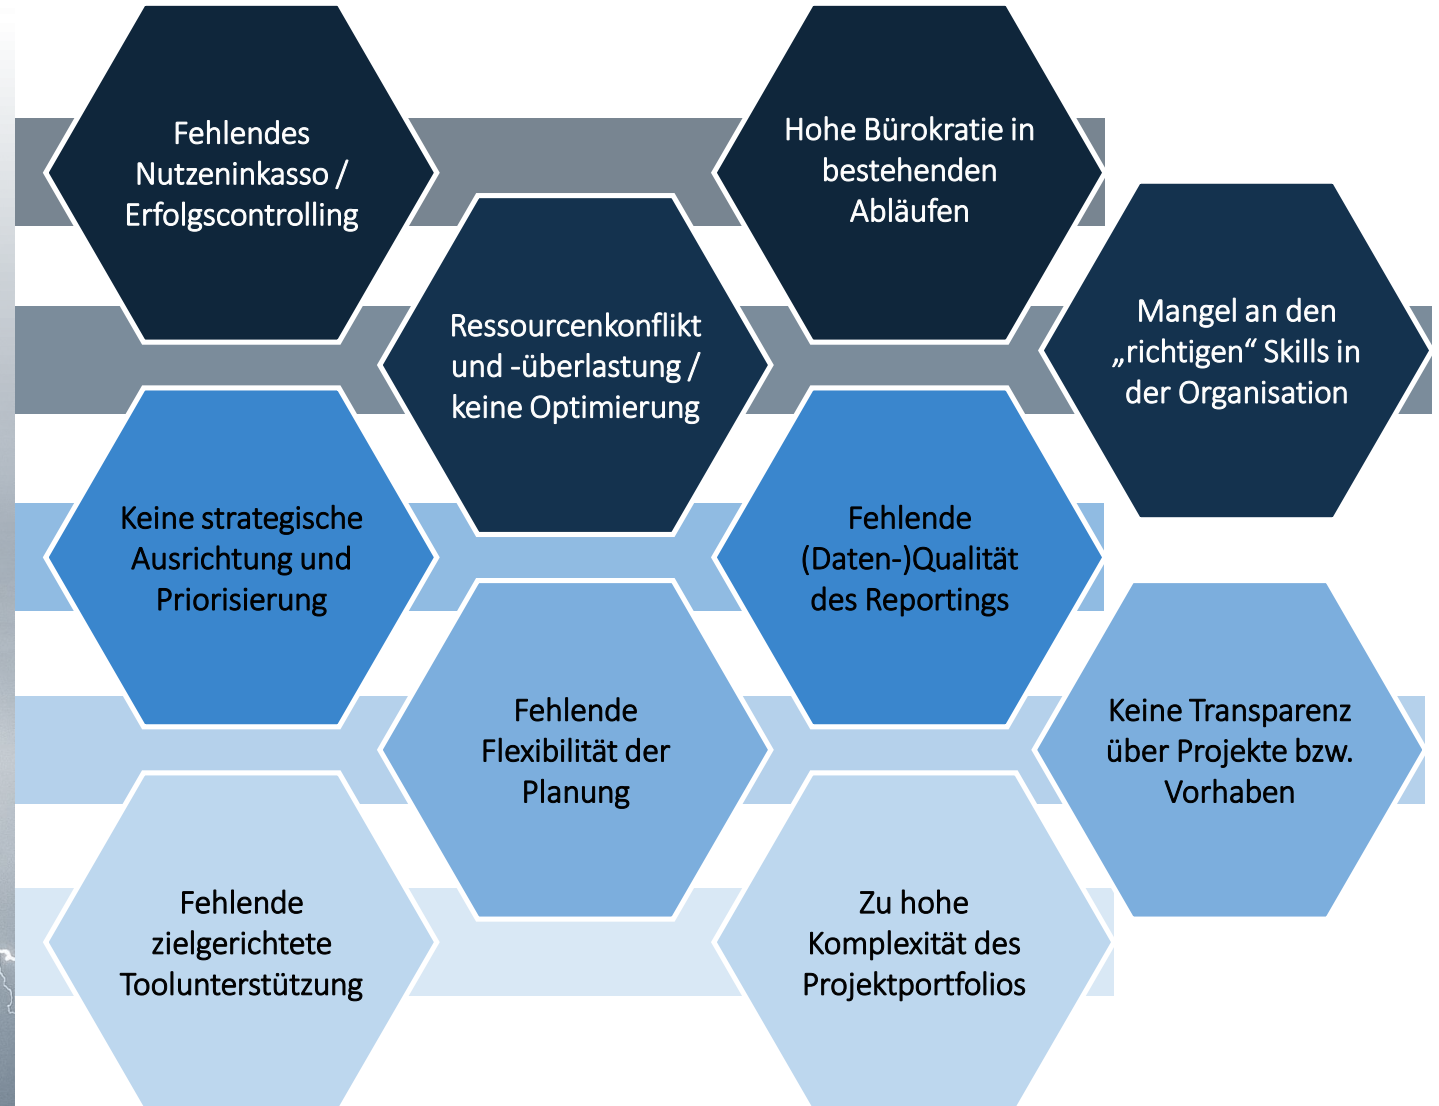 Fehlendes
Nutzeninkasso /
Erfolgscontrolling
Hohe Bürokratie in
bestehenden
Abläufen
Ressourcenkonflikt
und -überlastung /
keine Optimierung
Mangel an den
„richtigen“ Skills in
der Organisation
Keine strategische
Ausrichtung und
Priorisierung
Fehlende
(Daten-)Qualität
des Reportings
Fehlende
Flexibilität der
Planung
Keine Transparenz
über Projekte bzw.
Vorhaben
Fehlende
zielgerichtete
Toolunterstützung
Zu hohe
Komplexität des
Projektportfolios